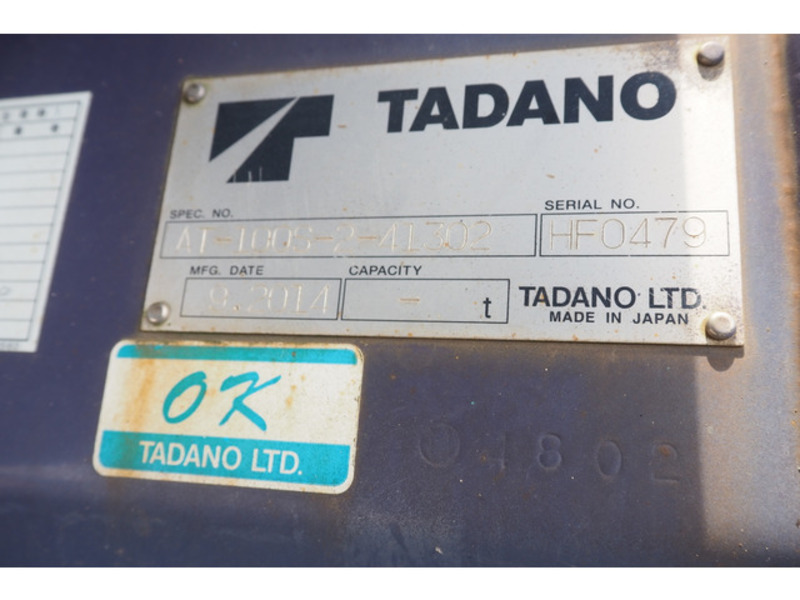 TADANO
SPEC. NO.
SERIAL NO.
AT-100S-2-41302
HF0479
MFG. DATE
CAPACITY
9.2014
- t
TADANO LTD.
MADE IN JAPAN
OK
TADANO LTD.